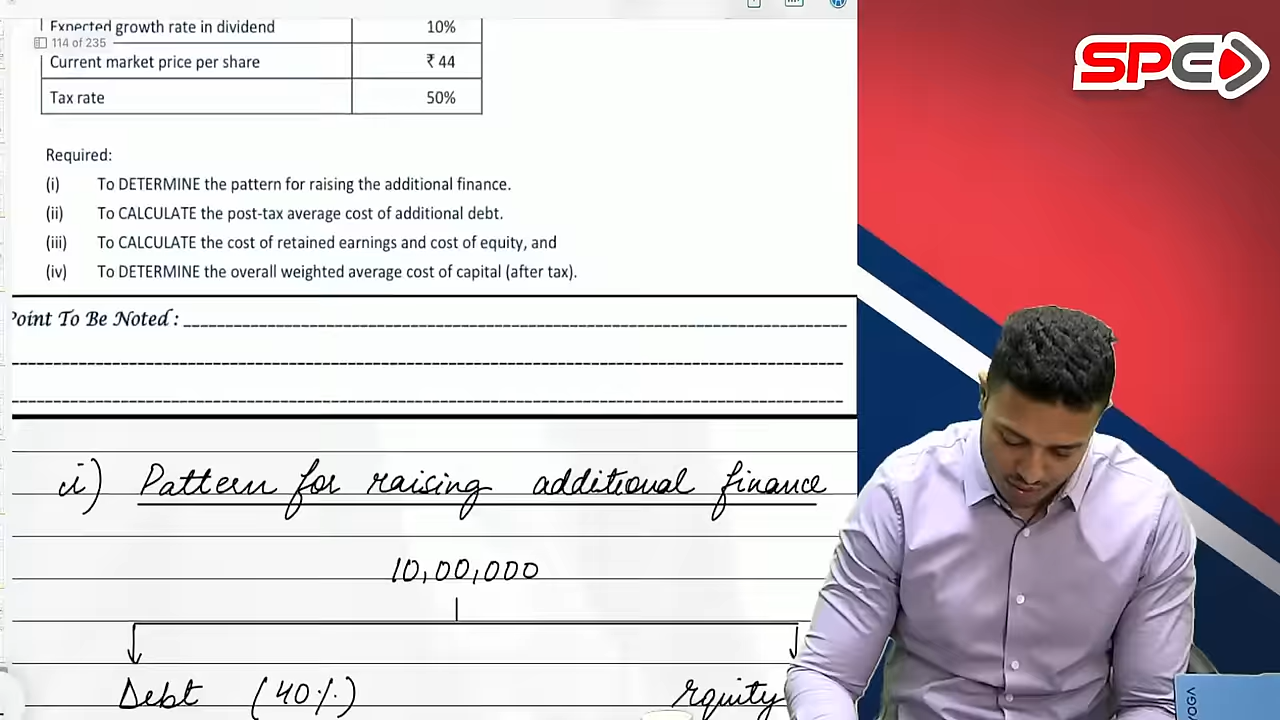 SPC
Expected growth rate in dividend 10%
114 of 235
Current market price per share ₹ 44
Tax rate 50%
Required:
(i) To DETERMINE the pattern for raising the additional finance.
(ii) To CALCULATE the post-tax average cost of additional debt.
(iii) To CALCULATE the cost of retained earnings and cost of equity, and
(iv) To DETERMINE the overall weighted average cost of capital (after tax).
Point To Be Noted :
i) Pattern for raising additional finance
10,00,000
Debt (40%)
Equity
YOGA